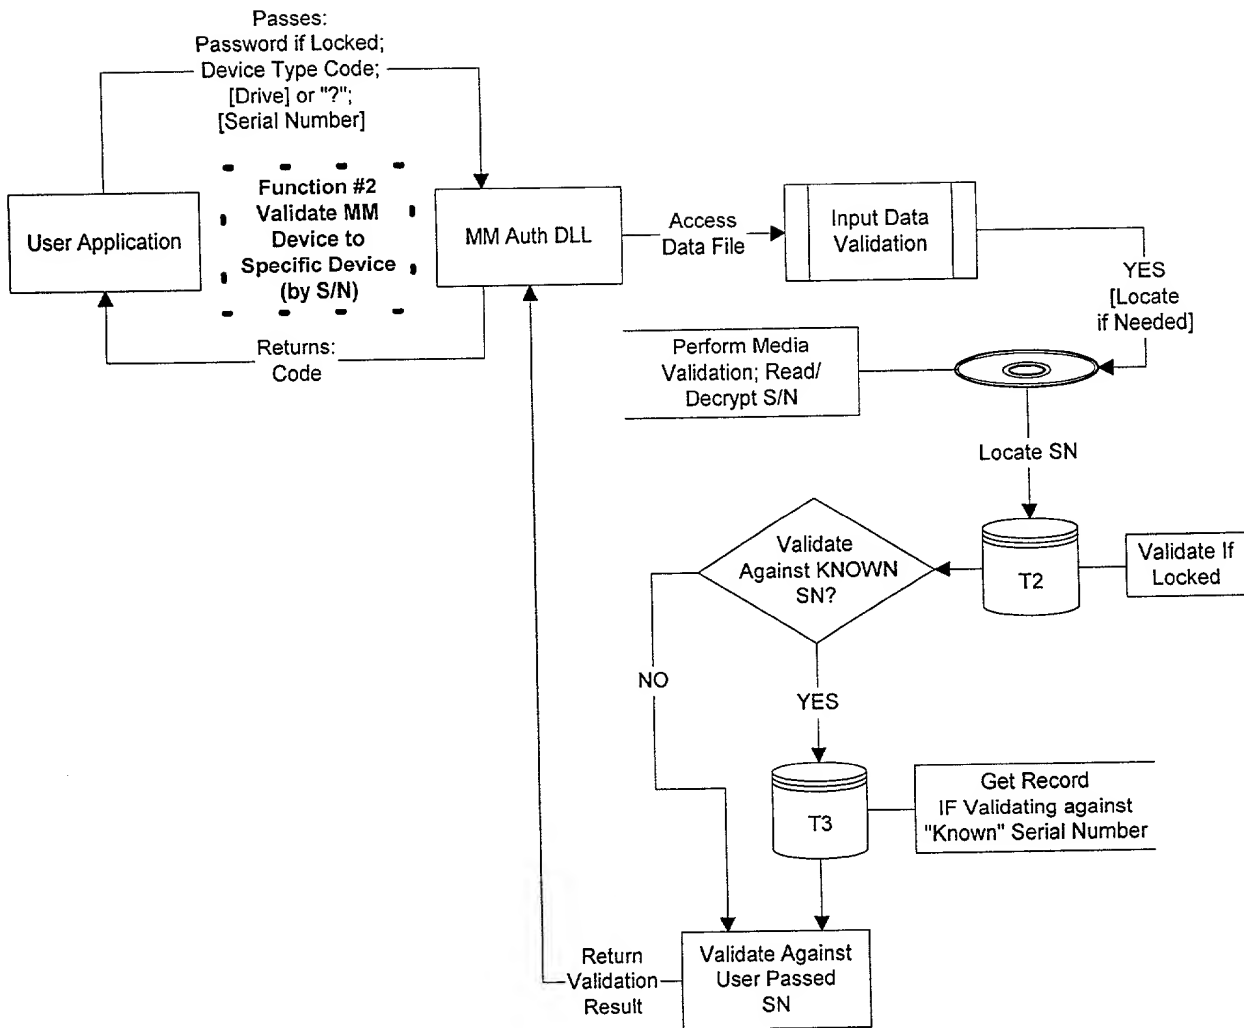 Passes:
Password if Locked;
Device Type Code;
[Drive] or "?";
[Serial Number]
User Application
Function #2
Validate MM
Device to
Specific Device
(by S/N)
MM Auth DLL
Access
Data File
Input Data
Validation
YES
[Locate
if Needed]
Returns:
Code
Perform Media
Validation; Read/
Decrypt S/N
Locate SN
Validate
Against KNOWN
SN?
T2
Validate If
Locked
NO
YES
T3
Get Record
IF Validating against
"Known" Serial Number
Return
Validation
Result
Validate Against
User Passed
SN